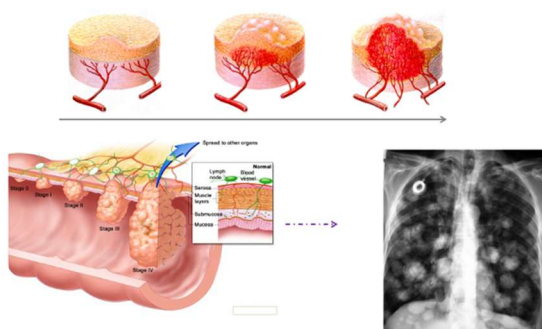 Spread to other organs
Normal
Lymph
node
Blood
vessel
Serosa
Muscle
layers
Submucosa
Mucosa
Stage 0
Stage I
Stage II
Stage III
Stage IV